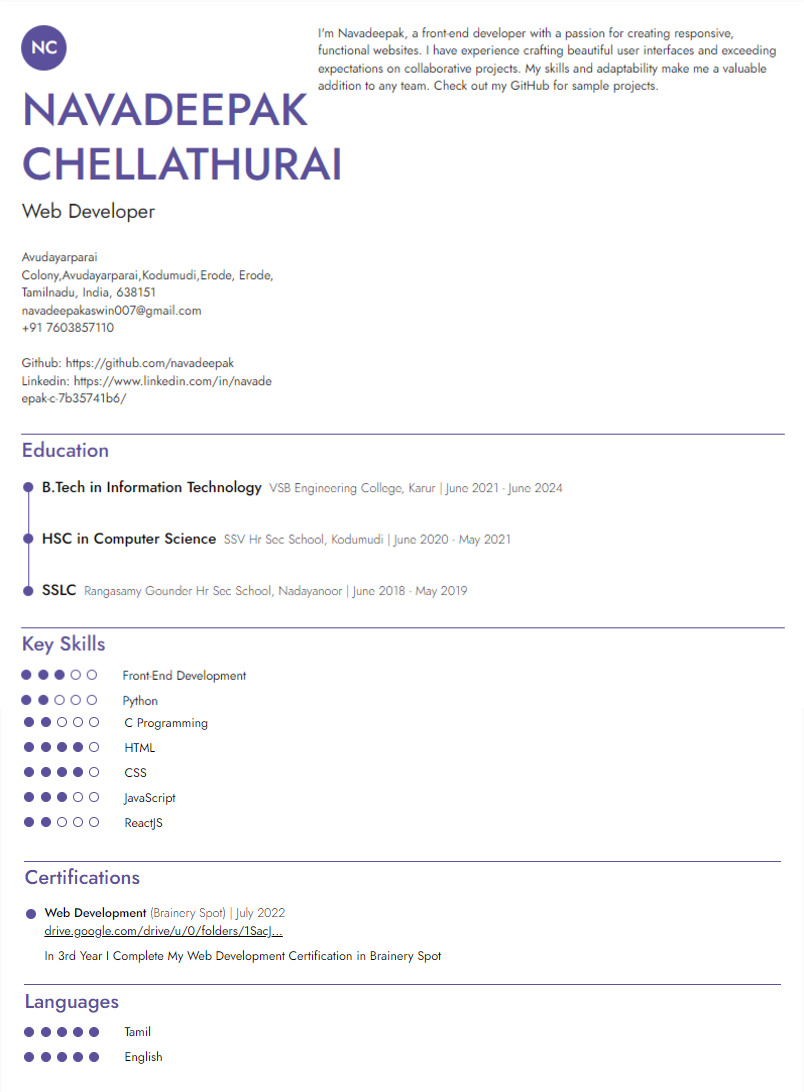 NC
I'm Navadeepak, a front-end developer with a passion for creating responsive,
functional websites. I have experience crafting beautiful user interfaces and exceeding
expectations on collaborative projects. My skills and adaptability make me a valuable
addition to any team. Check out my GitHub for sample projects.
NAVADEEPAK
CHELLATHURAI
Web Developer
Avudayarparai
Colony,Avudayarparai,Kodumudi,Erode, Erode,
Tamilnadu, India, 638151
navadeepakaswin007@gmail.com
+91 7603857110
Github: https://github.com/navadeepak
Linkedin: https://www.linkedin.com/in/navade
epak-c-7b35741b6/
Education
B.Tech in Information Technology VSB Engineering College, Karur | June 2021 - June 2024
HSC in Computer Science SSV Hr Sec School, Kodumudi | June 2020 - May 2021
SSLC Rangasamy Gounder Hr Sec School, Nadayanoor | June 2018 - May 2019
Key Skills
Front-End Development
Python
C Programming
HTML
CSS
JavaScript
ReactJS
Certifications
Web Development (Brainery Spot) | July 2022
drive.google.com/drive/u/0/folders/1SacJ...
In 3rd Year I Complete My Web Development Certification in Brainery Spot
Languages
Tamil
English